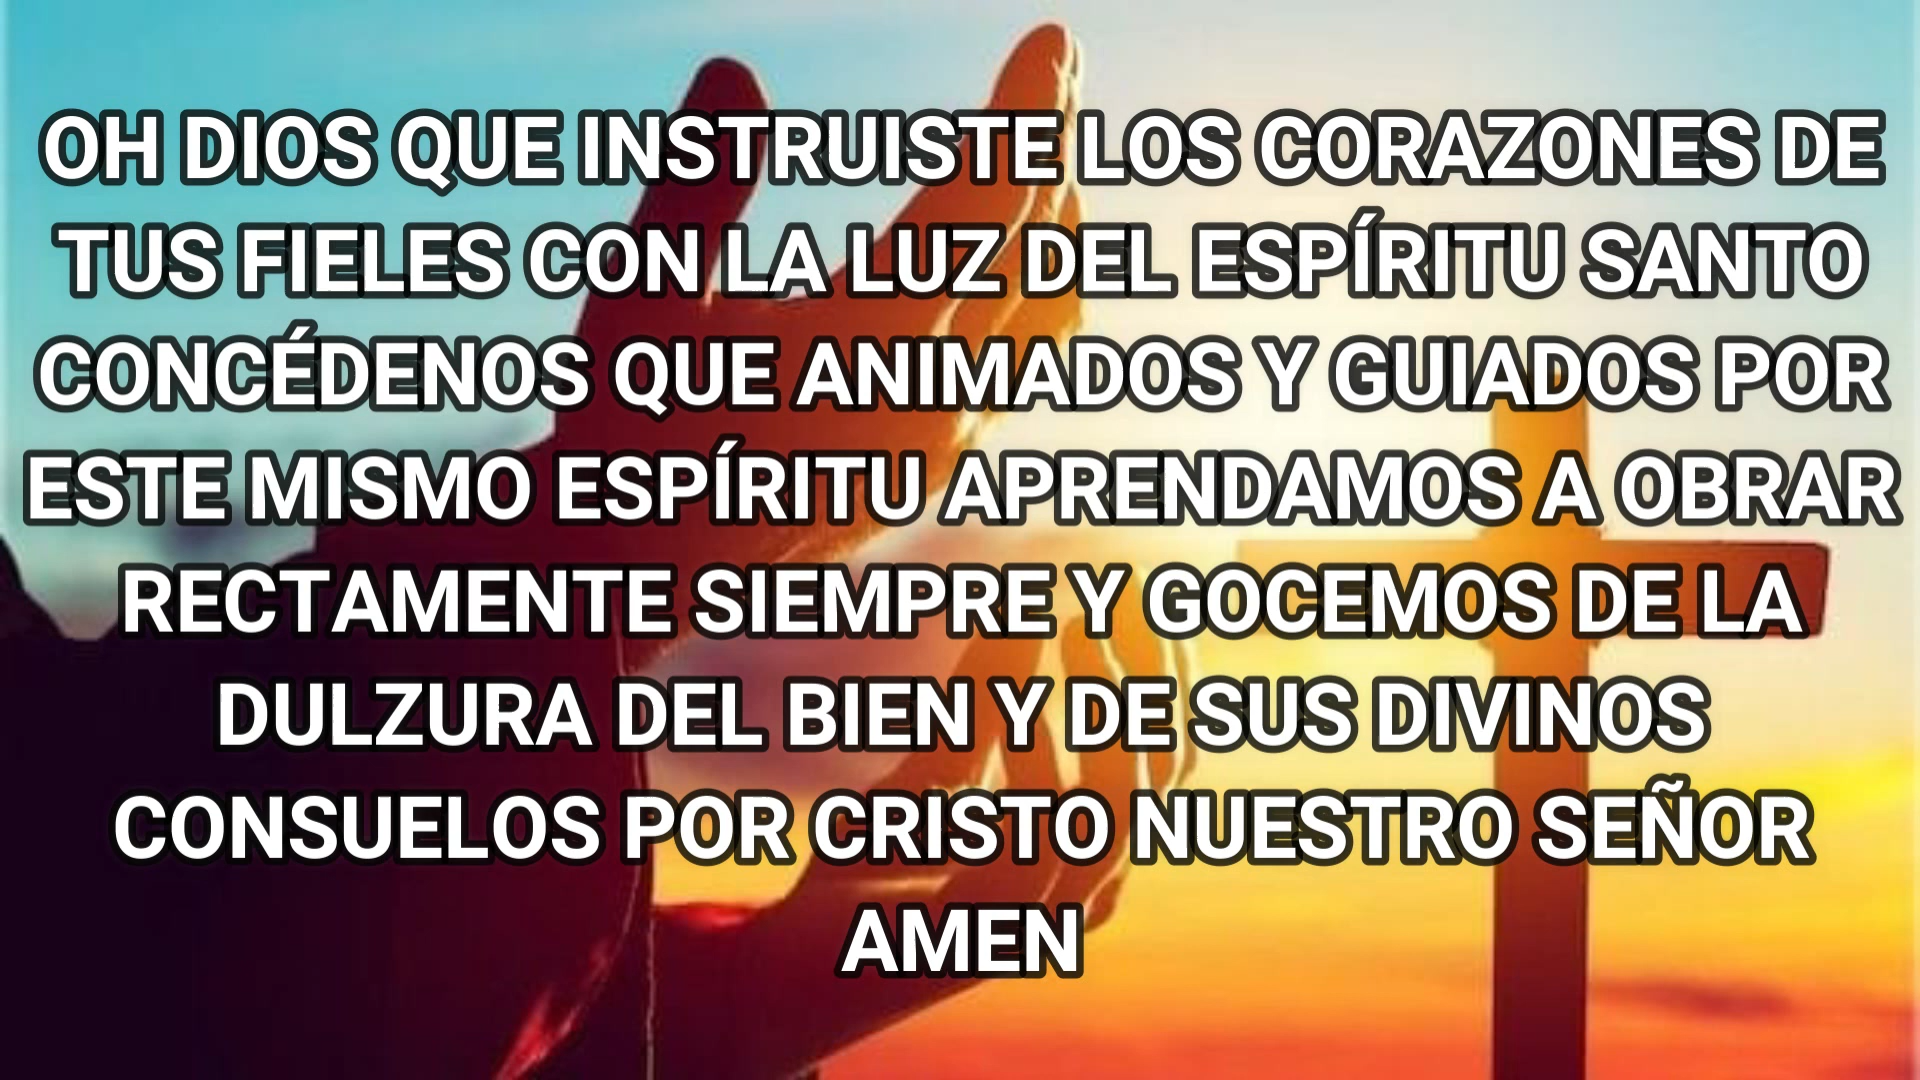 OH DIOS QUE INSTRUISTE LOS CORAZONES DE
TUS FIELES CON LA LUZ DEL ESPÍRITU SANTO
CONCÉDENOS QUE ANIMADOS Y GUIADOS POR
ESTE MISMO ESPÍRITU APRENDAMOS A OBRAR
RECTAMENTE SIEMPRE Y GOCEMOS DE LA
DULZURA DEL BIEN Y DE SUS DIVINOS
CONSUELOS POR CRISTO NUESTRO SEÑOR
AMEN